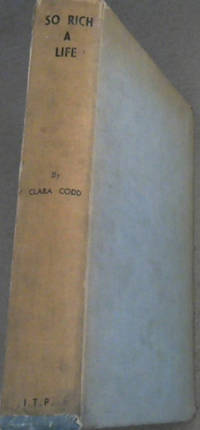 SO RICH
A
LIFE
By
CLARA CODD
I.T.P.